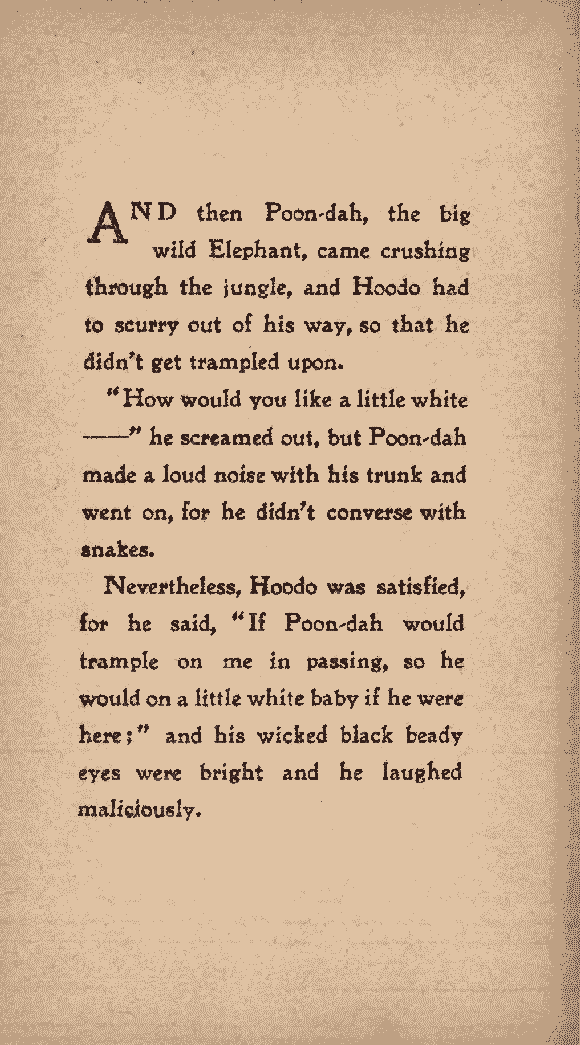 AND then Poon-dah, the big
wild Elephant, came crushing
through the jungle, and Hoodo had
to scurry out of his way, so that he
didn't get trampled upon.
"How would you like a little white
——" he screamed out, but Poon-dah
made a loud noise with his trunk and
went on, for he didn't converse with
snakes.
Nevertheless, Hoodo was satisfied,
for he said, "If Poon-dah would
trample on me in passing, so he
would on a little white baby if he were
here;" and his wicked black beady
eyes were bright and he laughed
maliciously.